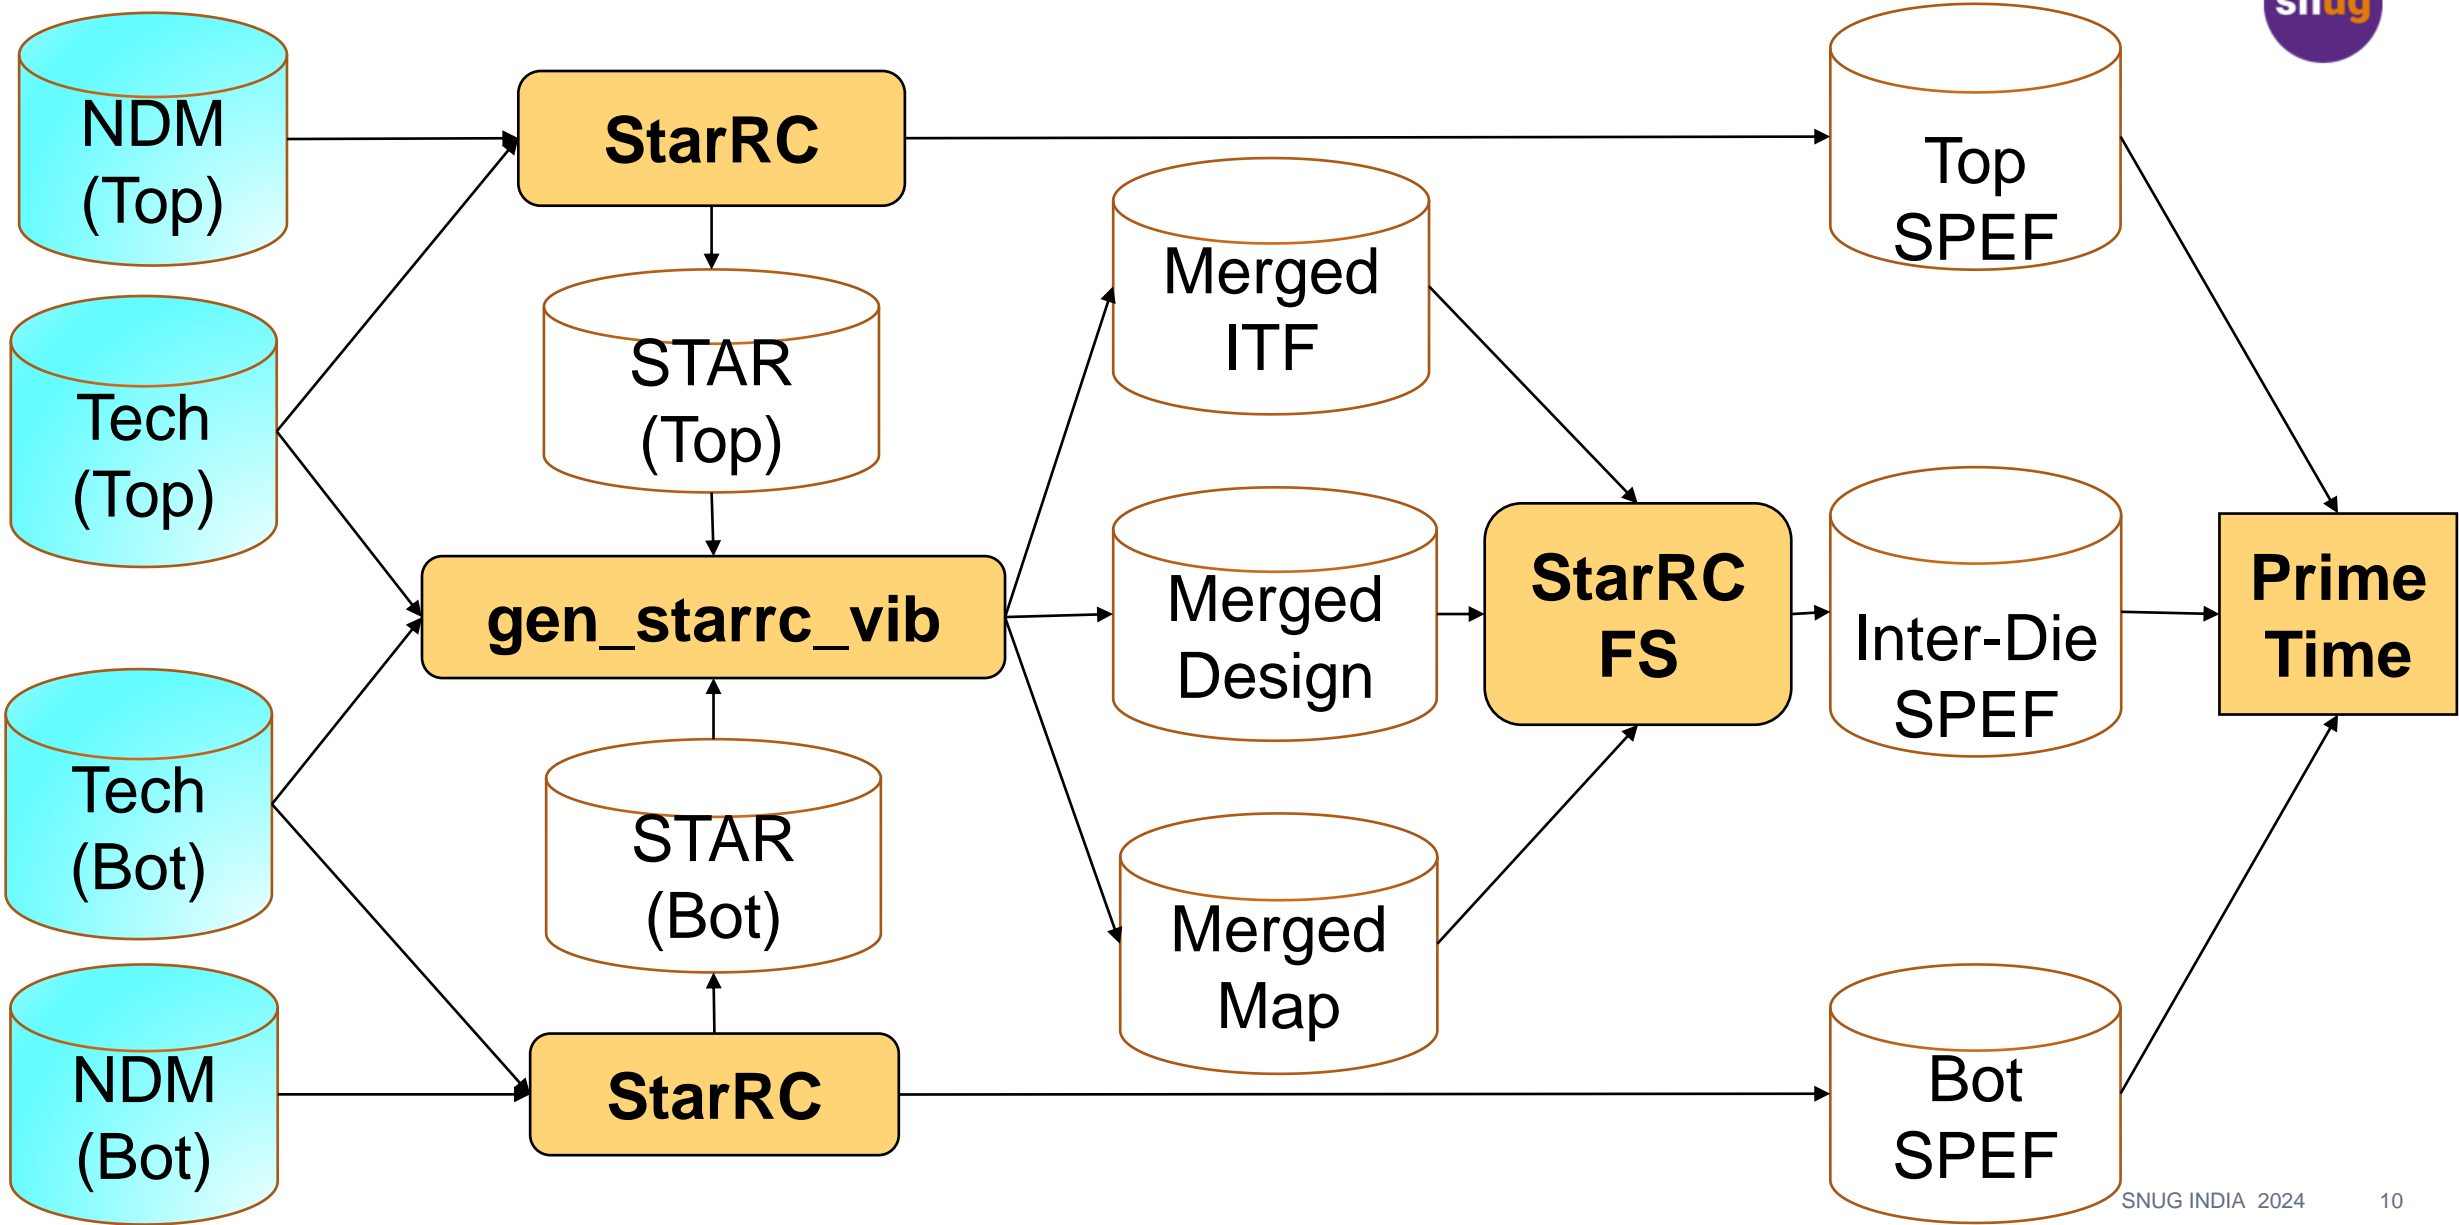 snug
NDM
(Top)
StarRC
Top
SPEF
Merged
ITF
STAR
(Top)
Tech
(Top)
gen_starrc_vib
Merged
Design
StarRC
FS
Inter-Die
SPEF
Prime
Time
Tech
(Bot)
STAR
(Bot)
Merged
Map
NDM
(Bot)
StarRC
Bot
SPEF
SNUG INDIA 2024
10